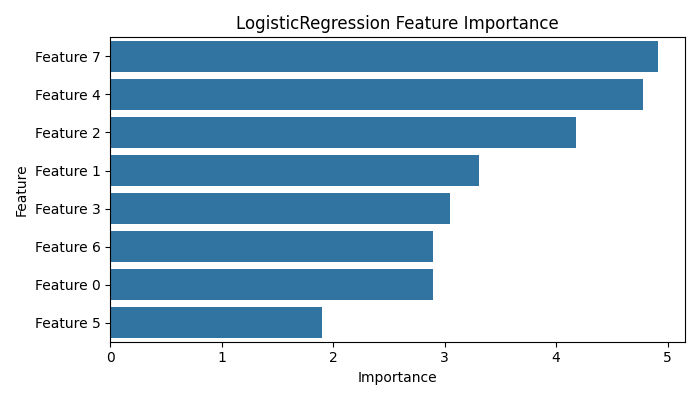 LogisticRegression Feature Importance
Feature
Feature 7
Feature 4
Feature 2
Feature 1
Feature 3
Feature 6
Feature 0
Feature 5
0 1 2 3 4 5
Importance